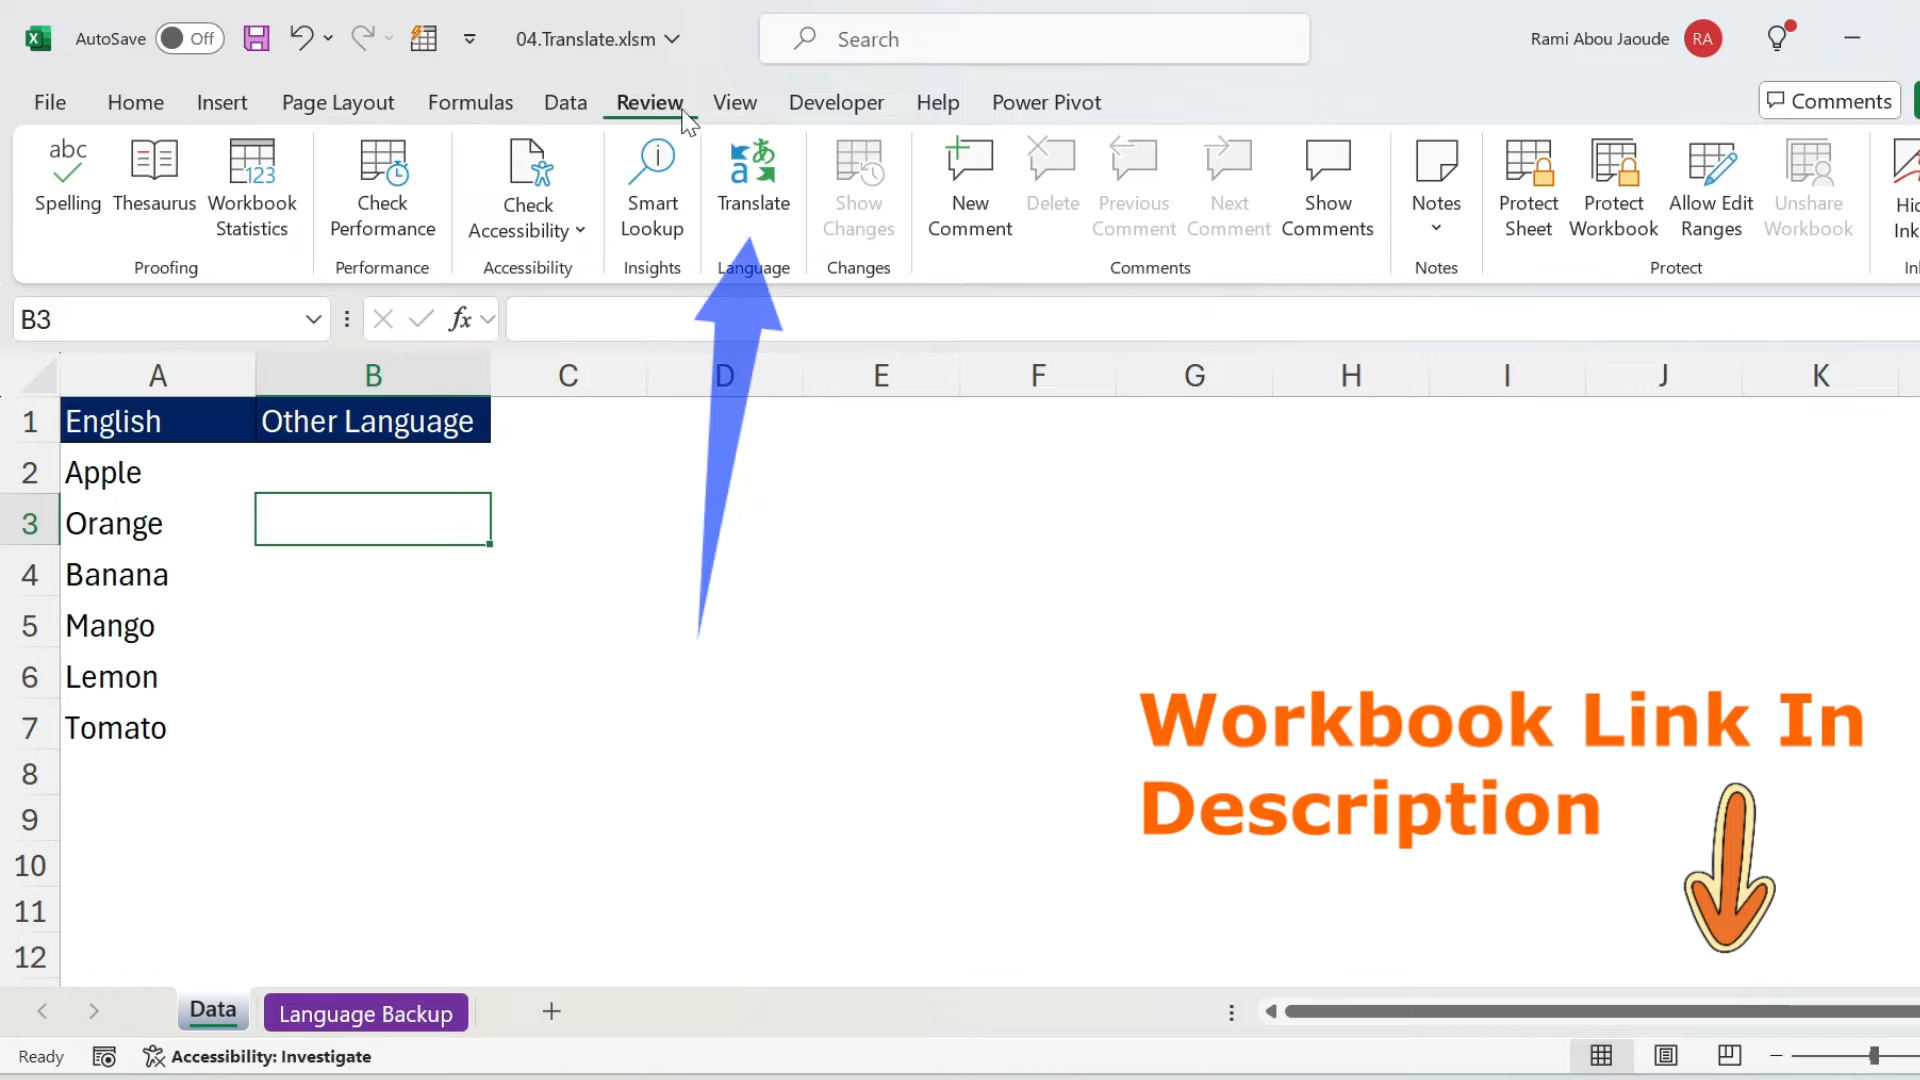 AutoSave Off 04.Translate.xlsm Search Rami Abou Jaoude RA
File Home Insert Page Layout Formulas Data Review View Developer Help Power Pivot Comments
abc
Spelling
Thesaurus
123
Workbook
Statistics
Proofing
Check
Performance
Performance
Check
Accessibility
Accessibility
Smart
Lookup
Insights
Translate
Language
Show
Changes
Changes
New
Comment
Delete
Previous
Comment
Next
Comment
Show
Comments
Comments
Notes
Notes
Protect
Sheet
Protect
Workbook
Allow Edit
Ranges
Unshare
Workbook
Protect
B3 fx
A B C D E F G H I J K
1 English Other Language
2 Apple
3 Orange
4 Banana
5 Mango
6 Lemon
7 Tomato
8
9
10
11
12
Workbook Link In
Description
Data Language Backup
Ready Accessibility: Investigate